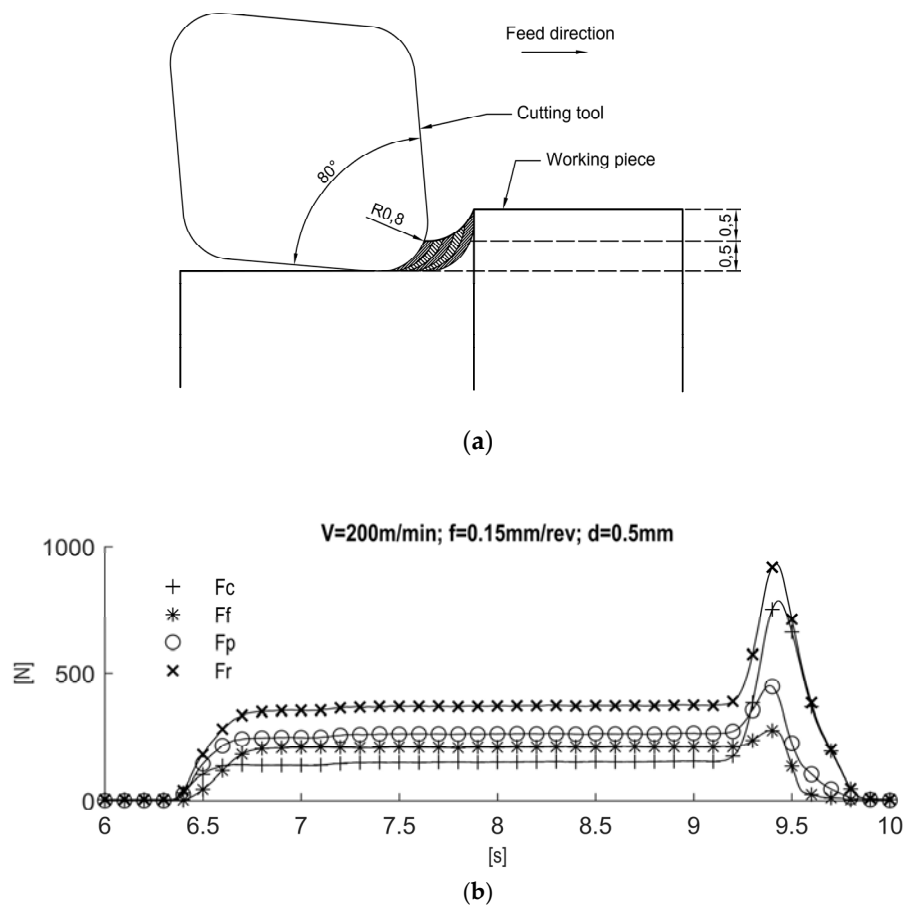 Feed direction
Cutting tool
80°
Working piece
R0,8
0,5
0,5
(a)
V=200m/min; f=0.15mm/rev; d=0.5mm
1000
Fc
Ff
Fp
Fr
[N]
500
0
6 6.5 7 7.5 8 8.5 9 9.5 10
[s]
(b)